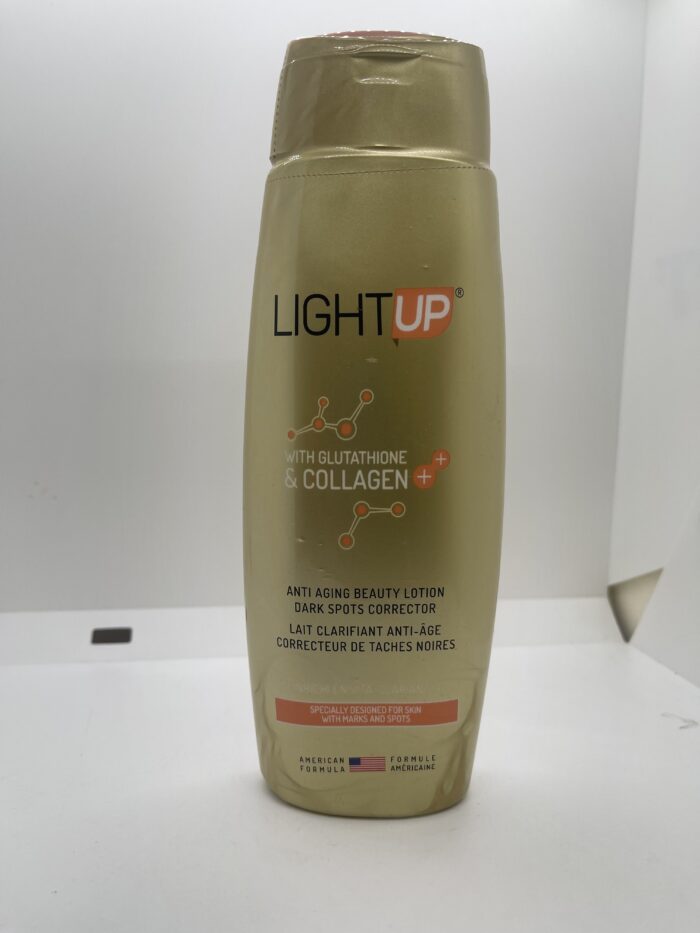 LIGHTUP®
WITH GLUTATHIONE
& COLLAGEN ++
ANTI AGING BEAUTY LOTION
DARK SPOTS CORRECTOR
LAIT CLARIFIANT ANTI-ÂGE
CORRECTEUR DE TACHES NOIRES
SPECIALLY DESIGNED FOR SKIN
WITH MARKS AND SPOTS
AMERICAN FORMULA
FORMULE AMÉRICAINE